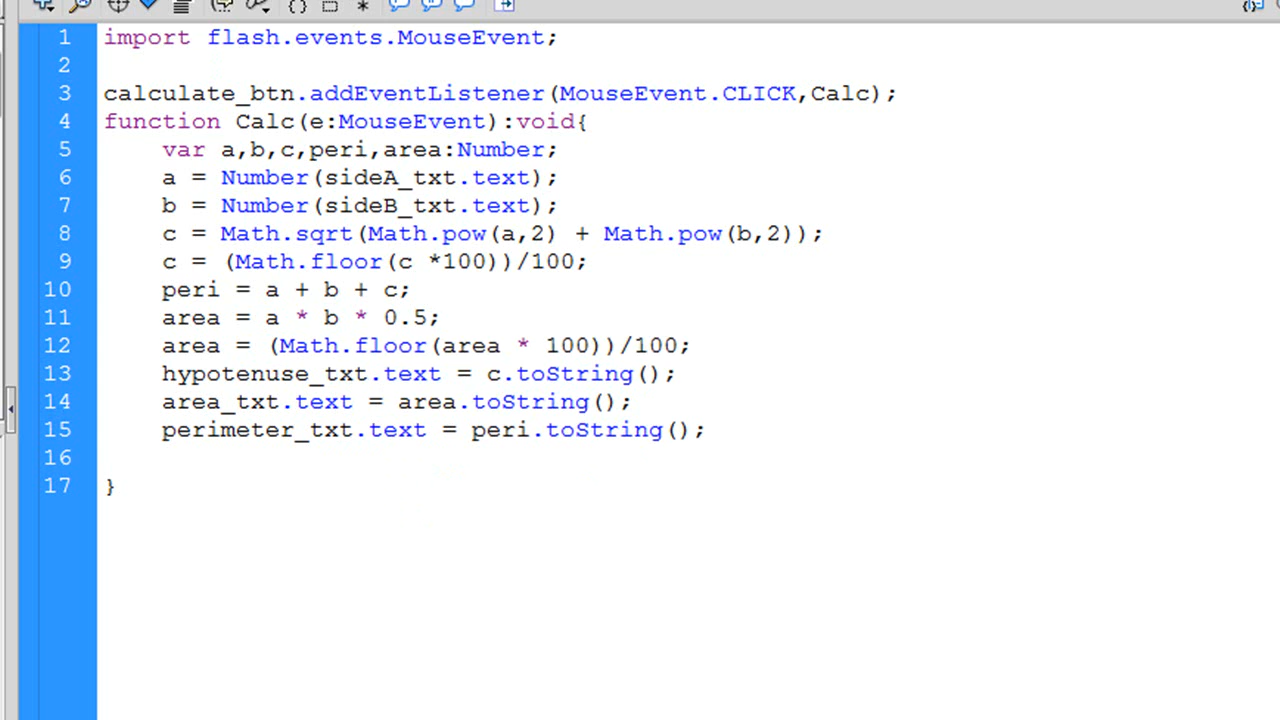 1 import flash.events.MouseEvent;
2
3 calculate_btn.addEventListener(MouseEvent.CLICK,Calc);
4 function Calc(e:MouseEvent):void{
5 var a,b,c,peri,area:Number;
6 a = Number(sideA_txt.text);
7 b = Number(sideB_txt.text);
8 c = Math.sqrt(Math.pow(a,2) + Math.pow(b,2));
9 c = (Math.floor(c *100))/100;
10 peri = a + b + c;
11 area = a * b * 0.5;
12 area = (Math.floor(area * 100))/100;
13 hypotenuse_txt.text = c.toString();
14 area_txt.text = area.toString();
15 perimeter_txt.text = peri.toString();
16
17 }